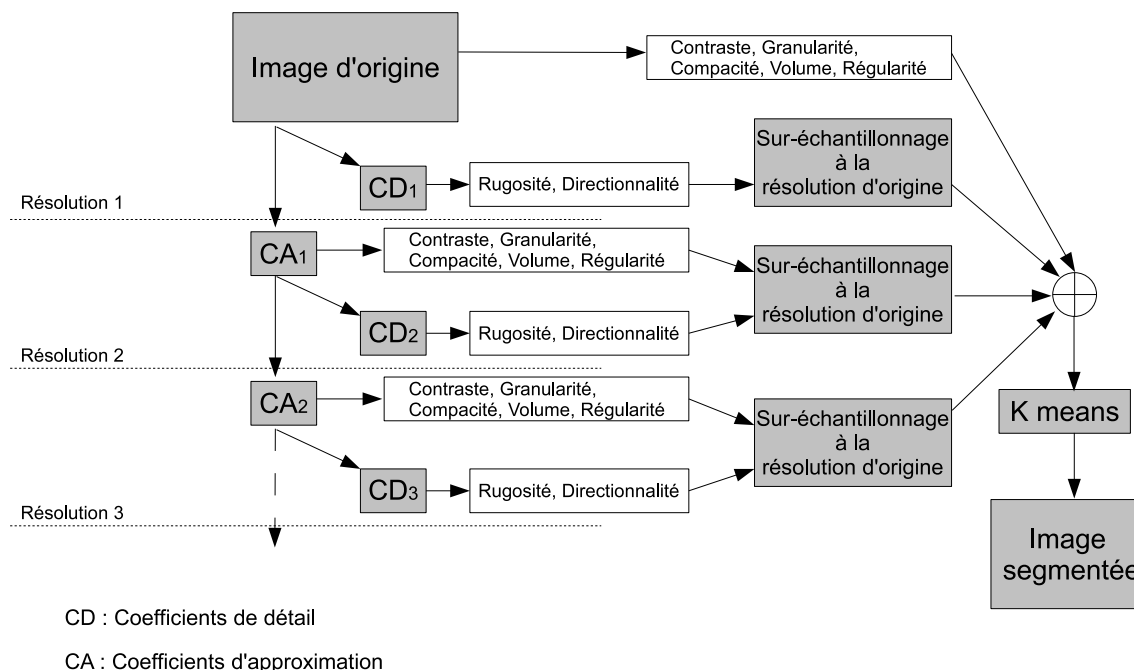 Image d'origine
Contraste, Granularité,
Compacité, Volume, Régularité
CD1
Rugosité, Directionnalité
Sur-échantillonnage
à la
résolution d'origine
Résolution 1
CA1
Contraste, Granularité,
Compacité, Volume, Régularité
Sur-échantillonnage
à la
résolution d'origine
CD2
Rugosité, Directionnalité
Résolution 2
CA2
Contraste, Granularité,
Compacité, Volume, Régularité
Sur-échantillonnage
à la
résolution d'origine
K means
CD3
Rugosité, Directionnalité
Résolution 3
Image
segmentée
CD : Coefficients de détail
CA : Coefficients d'approximation